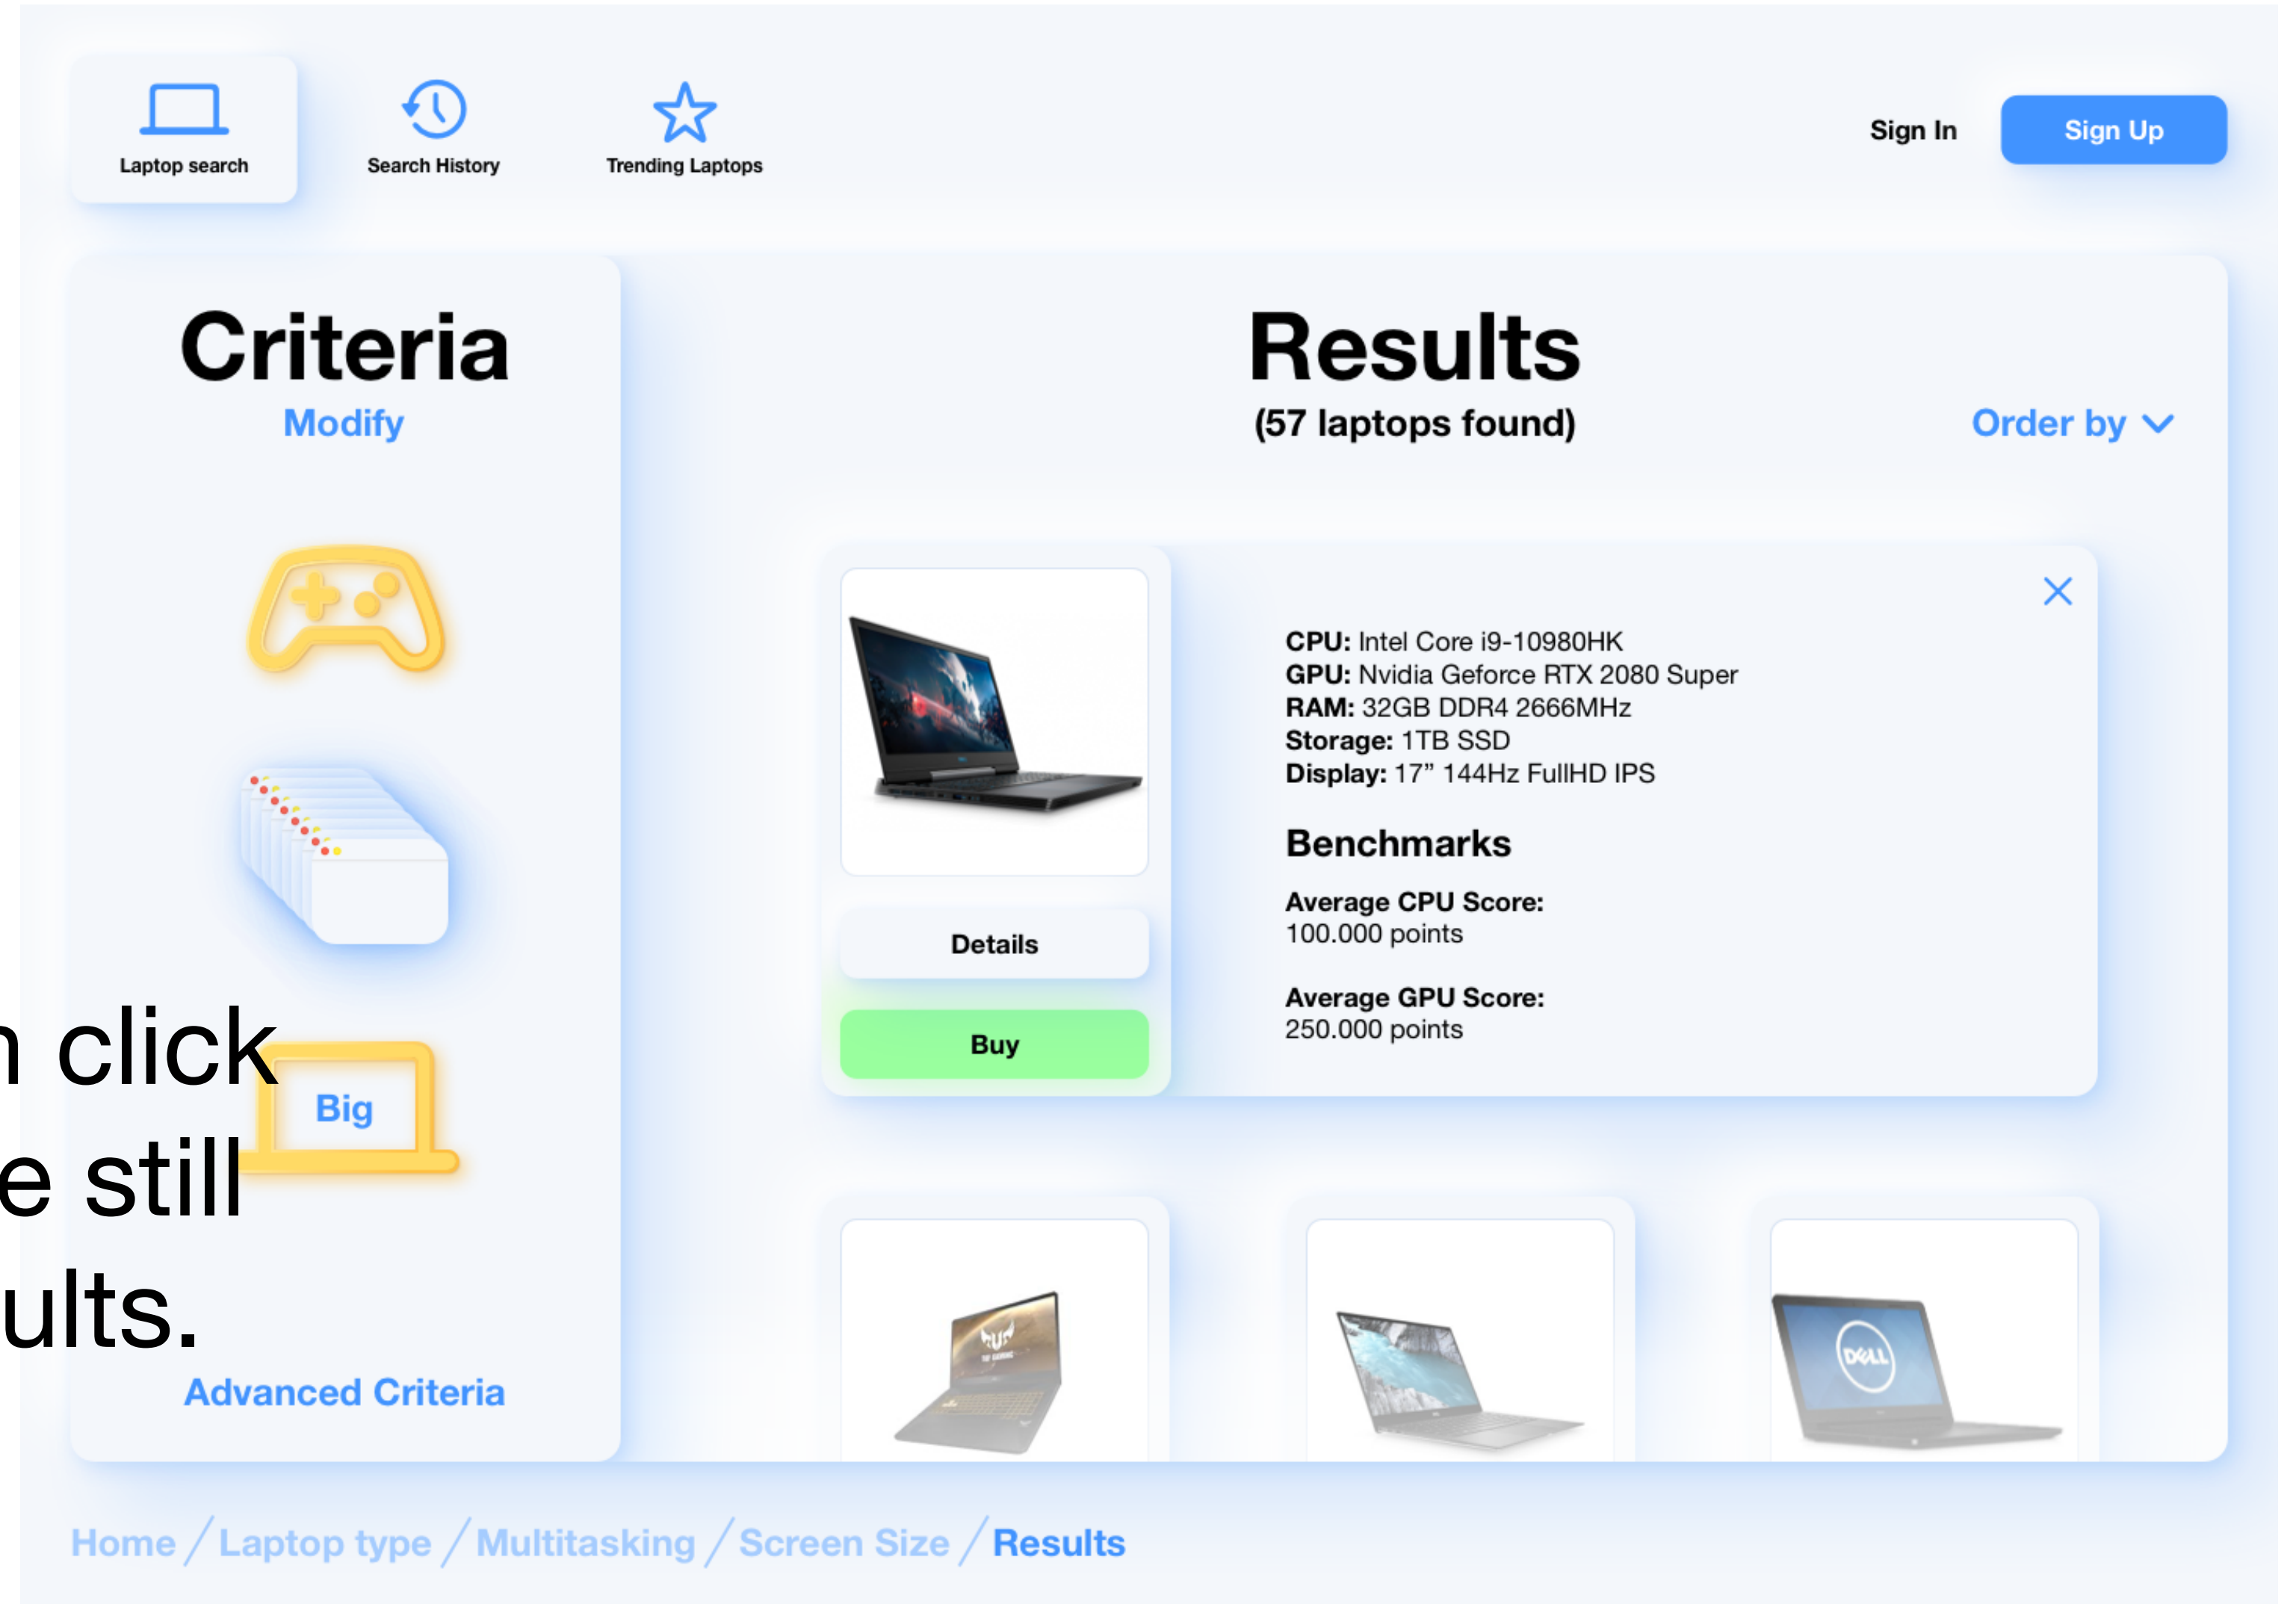 Laptop search
Search History
Trending Laptops
Sign In
Sign Up
Criteria
Modify
Results
(57 laptops found)
Order by
CPU: Intel Core i9-10980HK
GPU: Nvidia Geforce RTX 2080 Super
RAM: 32GB DDR4 2666MHz
Storage: 1TB SSD
Display: 17” 144Hz FullHD IPS
Benchmarks
Average CPU Score:
100.000 points
Average GPU Score:
250.000 points
Details
Buy
click
Big
still
Advanced Criteria
DELL
Home / Laptop type / Multitasking / Screen Size / Results